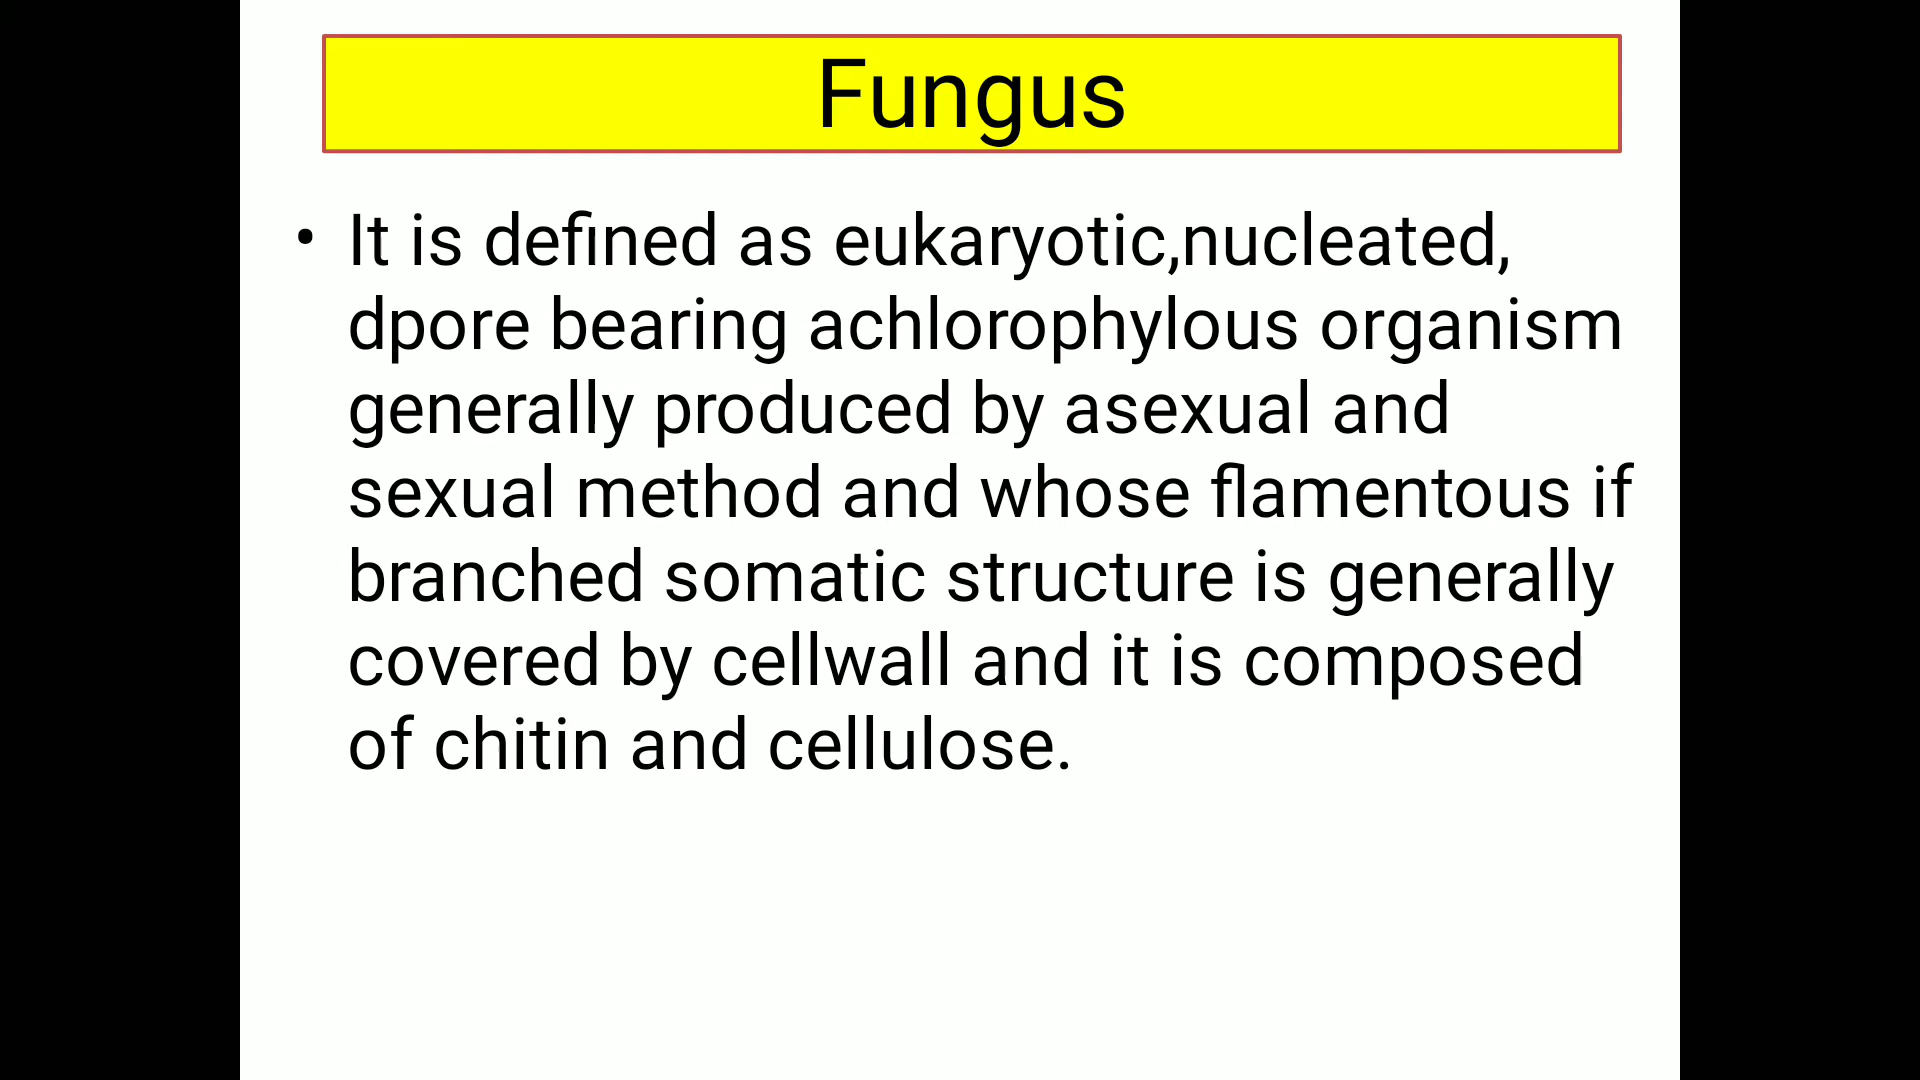 Fungus
• It is defined as eukaryotic,nucleated,
dpore bearing achlorophylous organism
generally produced by asexual and
sexual method and whose flamentous if
branched somatic structure is generally
covered by cellwall and it is composed
of chitin and cellulose.